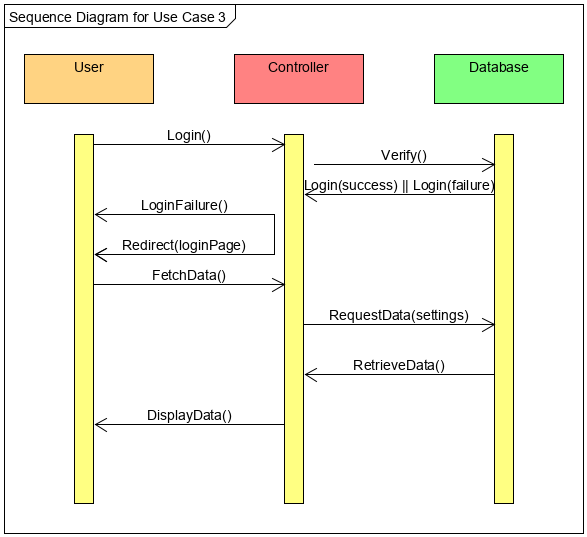 Sequence Diagram for Use Case 3
User
Controller
Database
Login()
Verify()
Login(success) || Login(failure)
LoginFailure()
Redirect(loginPage)
FetchData()
RequestData(settings)
RetrieveData()
DisplayData()